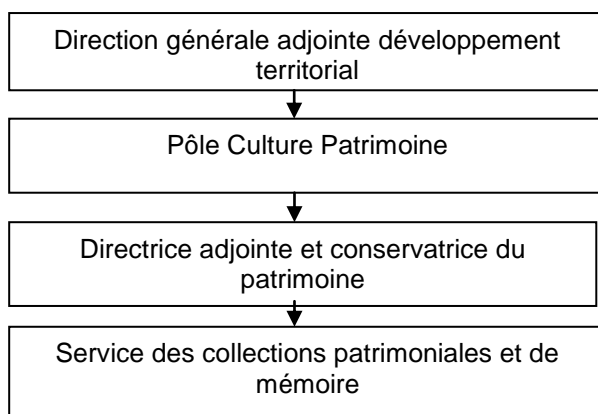 Direction générale adjointe développement
territorial
Pôle Culture Patrimoine
Directrice adjointe et conservatrice du
patrimoine
Service des collections patrimoniales et de
mémoire